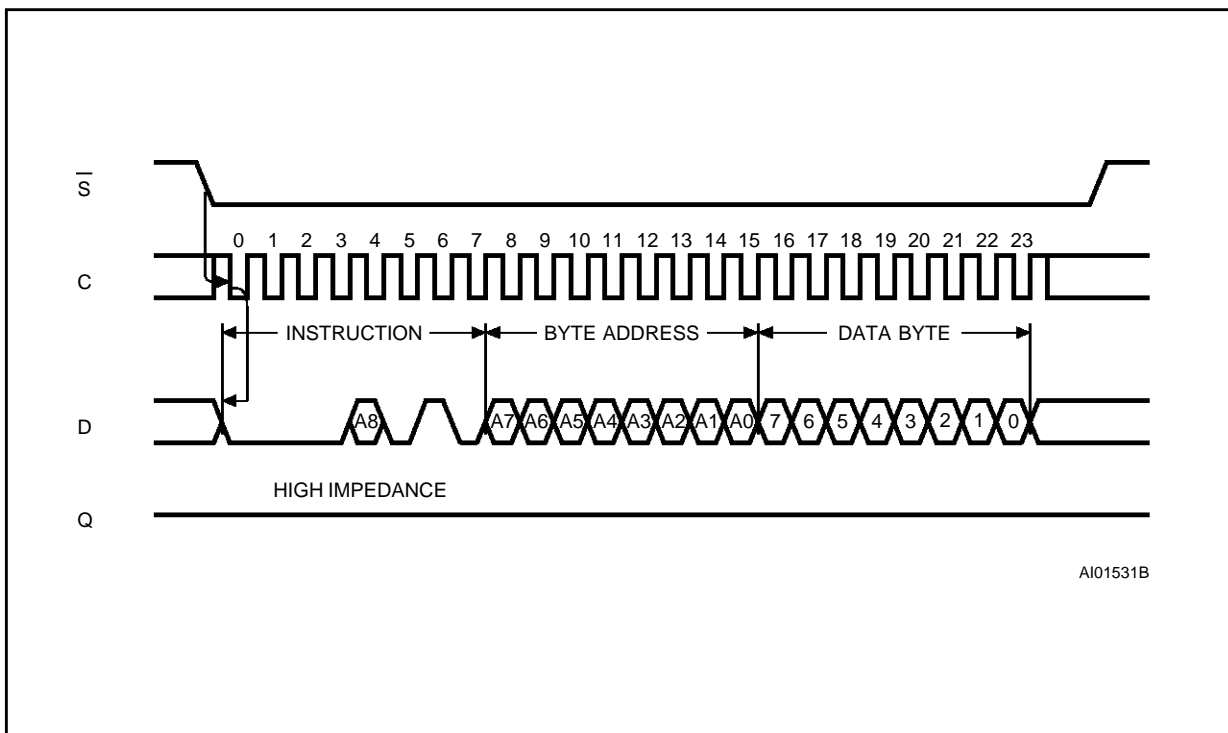 S̅
0 1 2 3 4 5 6 7 8 9 10 11 12 13 14 15 16 17 18 19 20 21 22 23
C
INSTRUCTION BYTE ADDRESS DATA BYTE
D A8 A7 A6 A5 A4 A3 A2 A1 A0 7 6 5 4 3 2 1 0
HIGH IMPEDANCE
Q
AI01531B